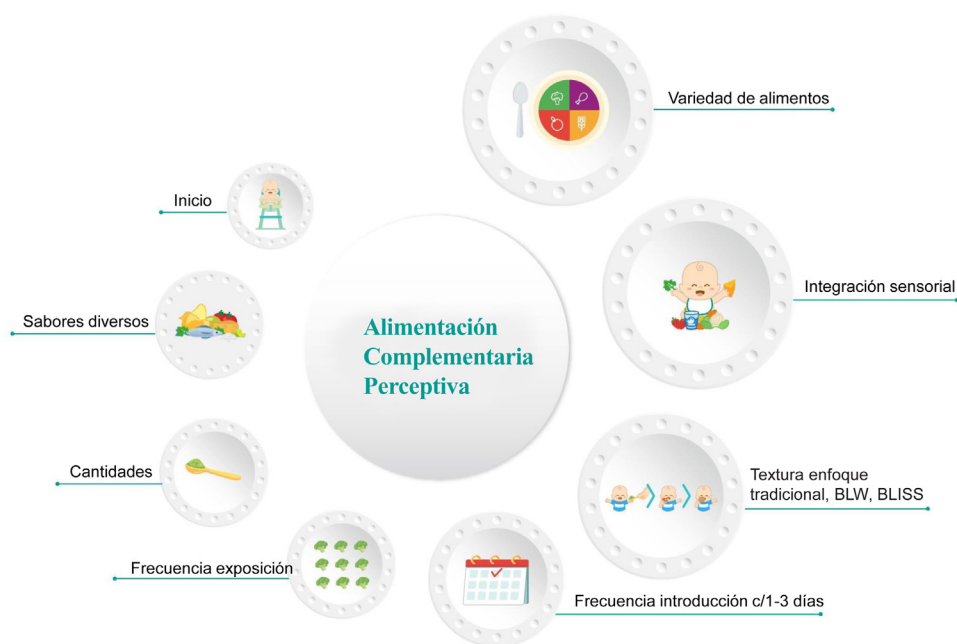 Variedad de alimentos
Inicio
Integración sensorial
Sabores diversos
Alimentación
Complementaria
Perceptiva
Cantidades
Textura enfoque
tradicional, BLW, BLISS
Frecuencia exposición
Frecuencia introducción c/1-3 días